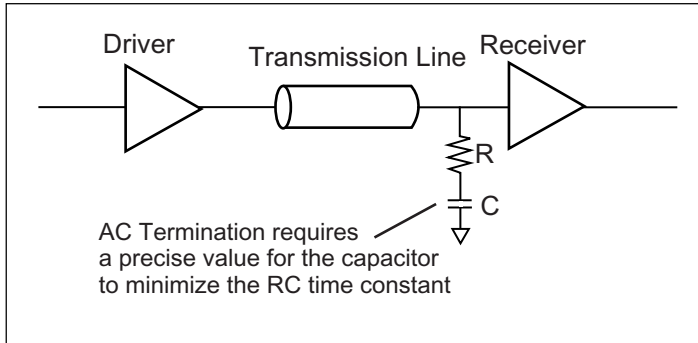 Driver
Transmission Line
Receiver
R
C
AC Termination requires
a precise value for the capacitor
to minimize the RC time constant